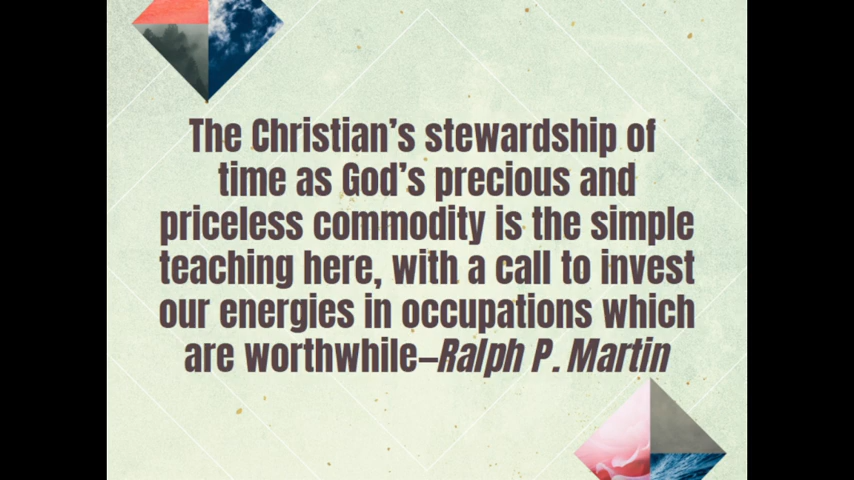 The Christian’s stewardship of
time as God’s precious and
priceless commodity is the simple
teaching here, with a call to invest
our energies in occupations which
are worthwhile–Ralph P. Martin